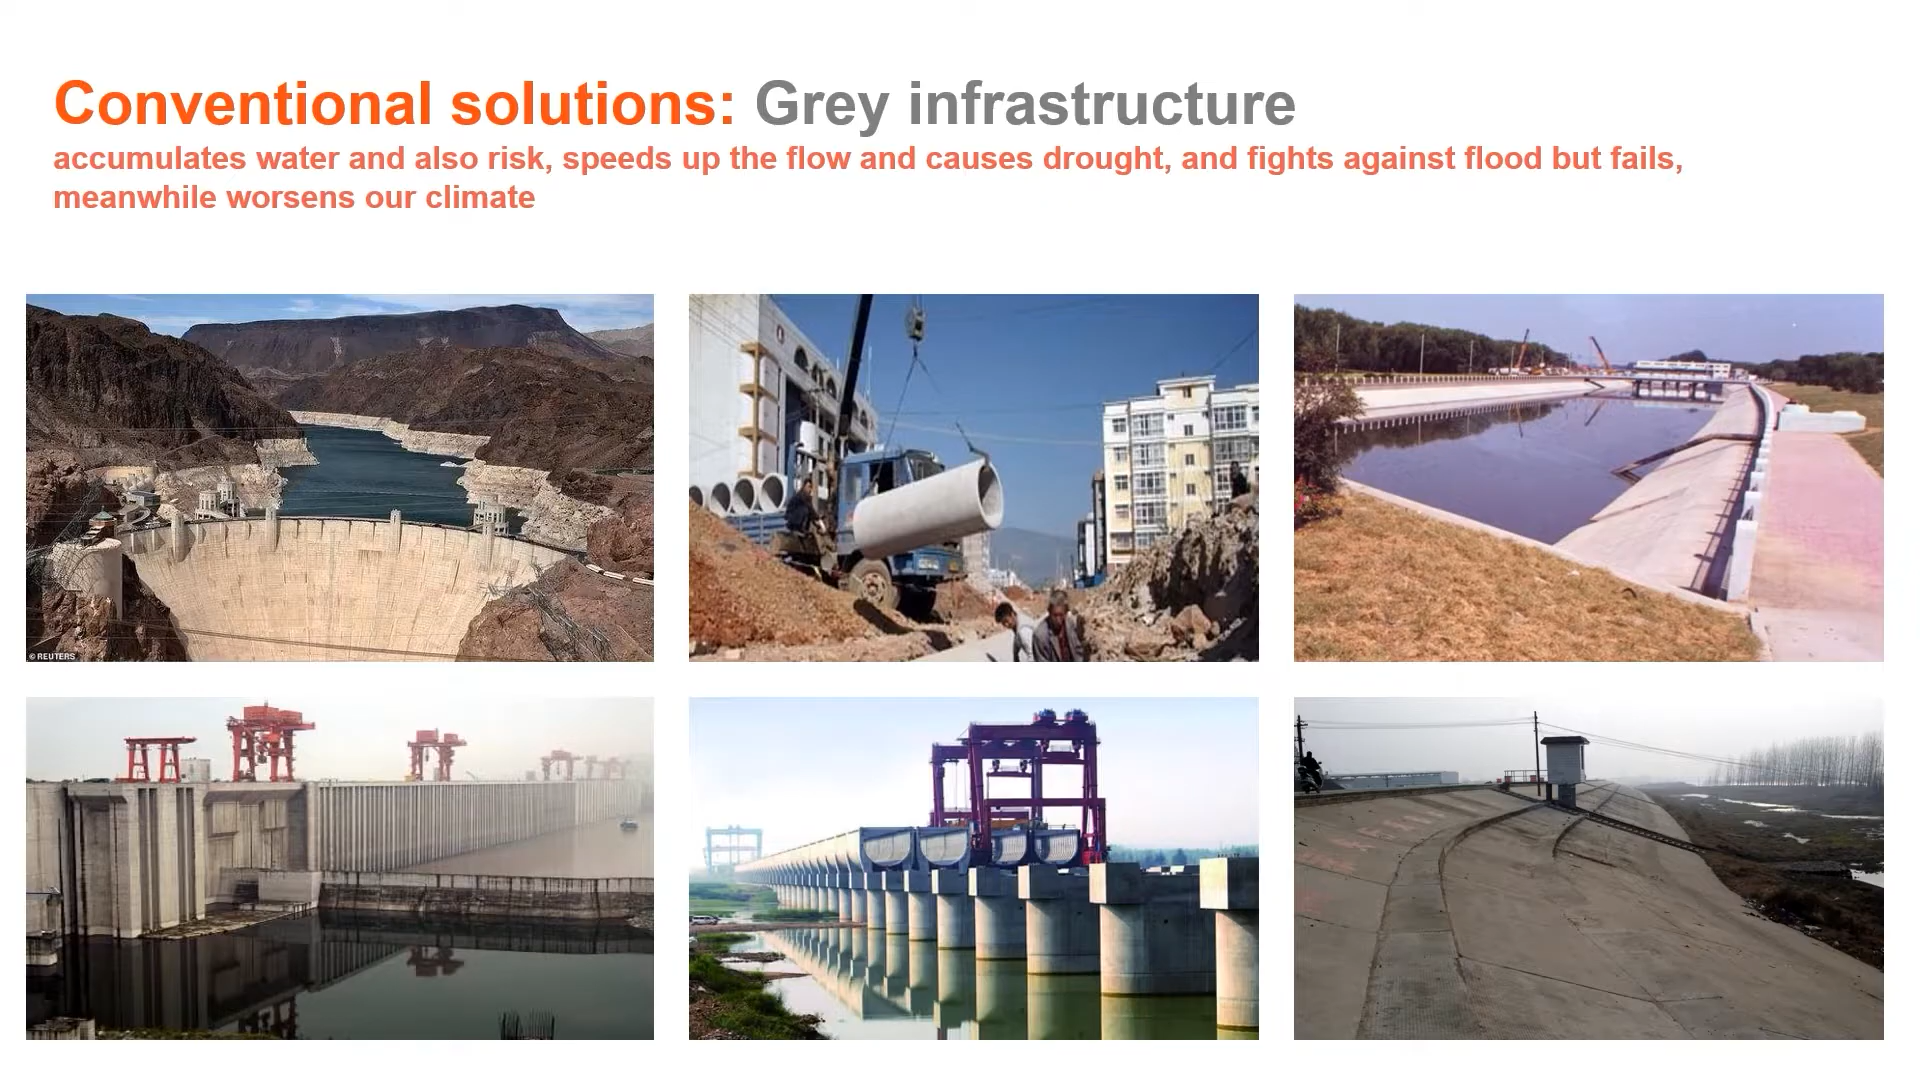 Conventional solutions: Grey infrastructure
accumulates water and also risk, speeds up the flow and causes drought, and fights against flood but fails,
meanwhile worsens our climate
© REUTERS